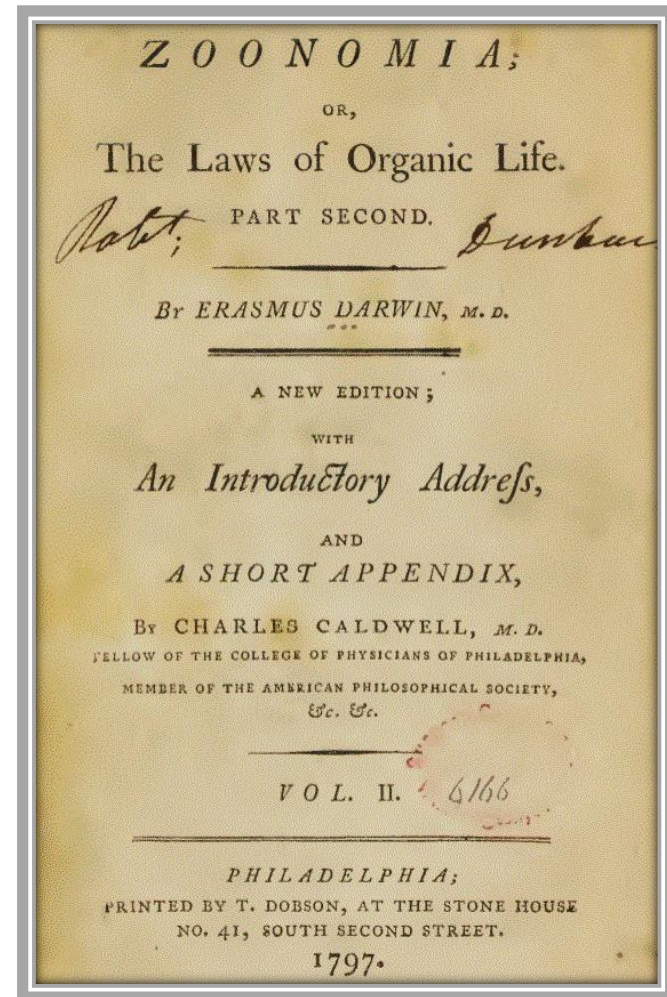 ZOONOMIA;
OR,
The Laws of Organic Life.
PART SECOND.
Robt; Dunbar
By ERASMUS DARWIN, M. D.
A NEW EDITION;
WITH
An Introductory Addreſs,
AND
A SHORT APPENDIX,
By CHARLES CALDWELL, M. D.
FELLOW OF THE COLLEGE OF PHYSICIANS OF PHILADELPHIA,
MEMBER OF THE AMERICAN PHILOSOPHICAL SOCIETY,
&c. &c.
VOL. II. 6166
PHILADELPHIA;
PRINTED BY T. DOBSON, AT THE STONE HOUSE
NO. 41, SOUTH SECOND STREET.
1797.